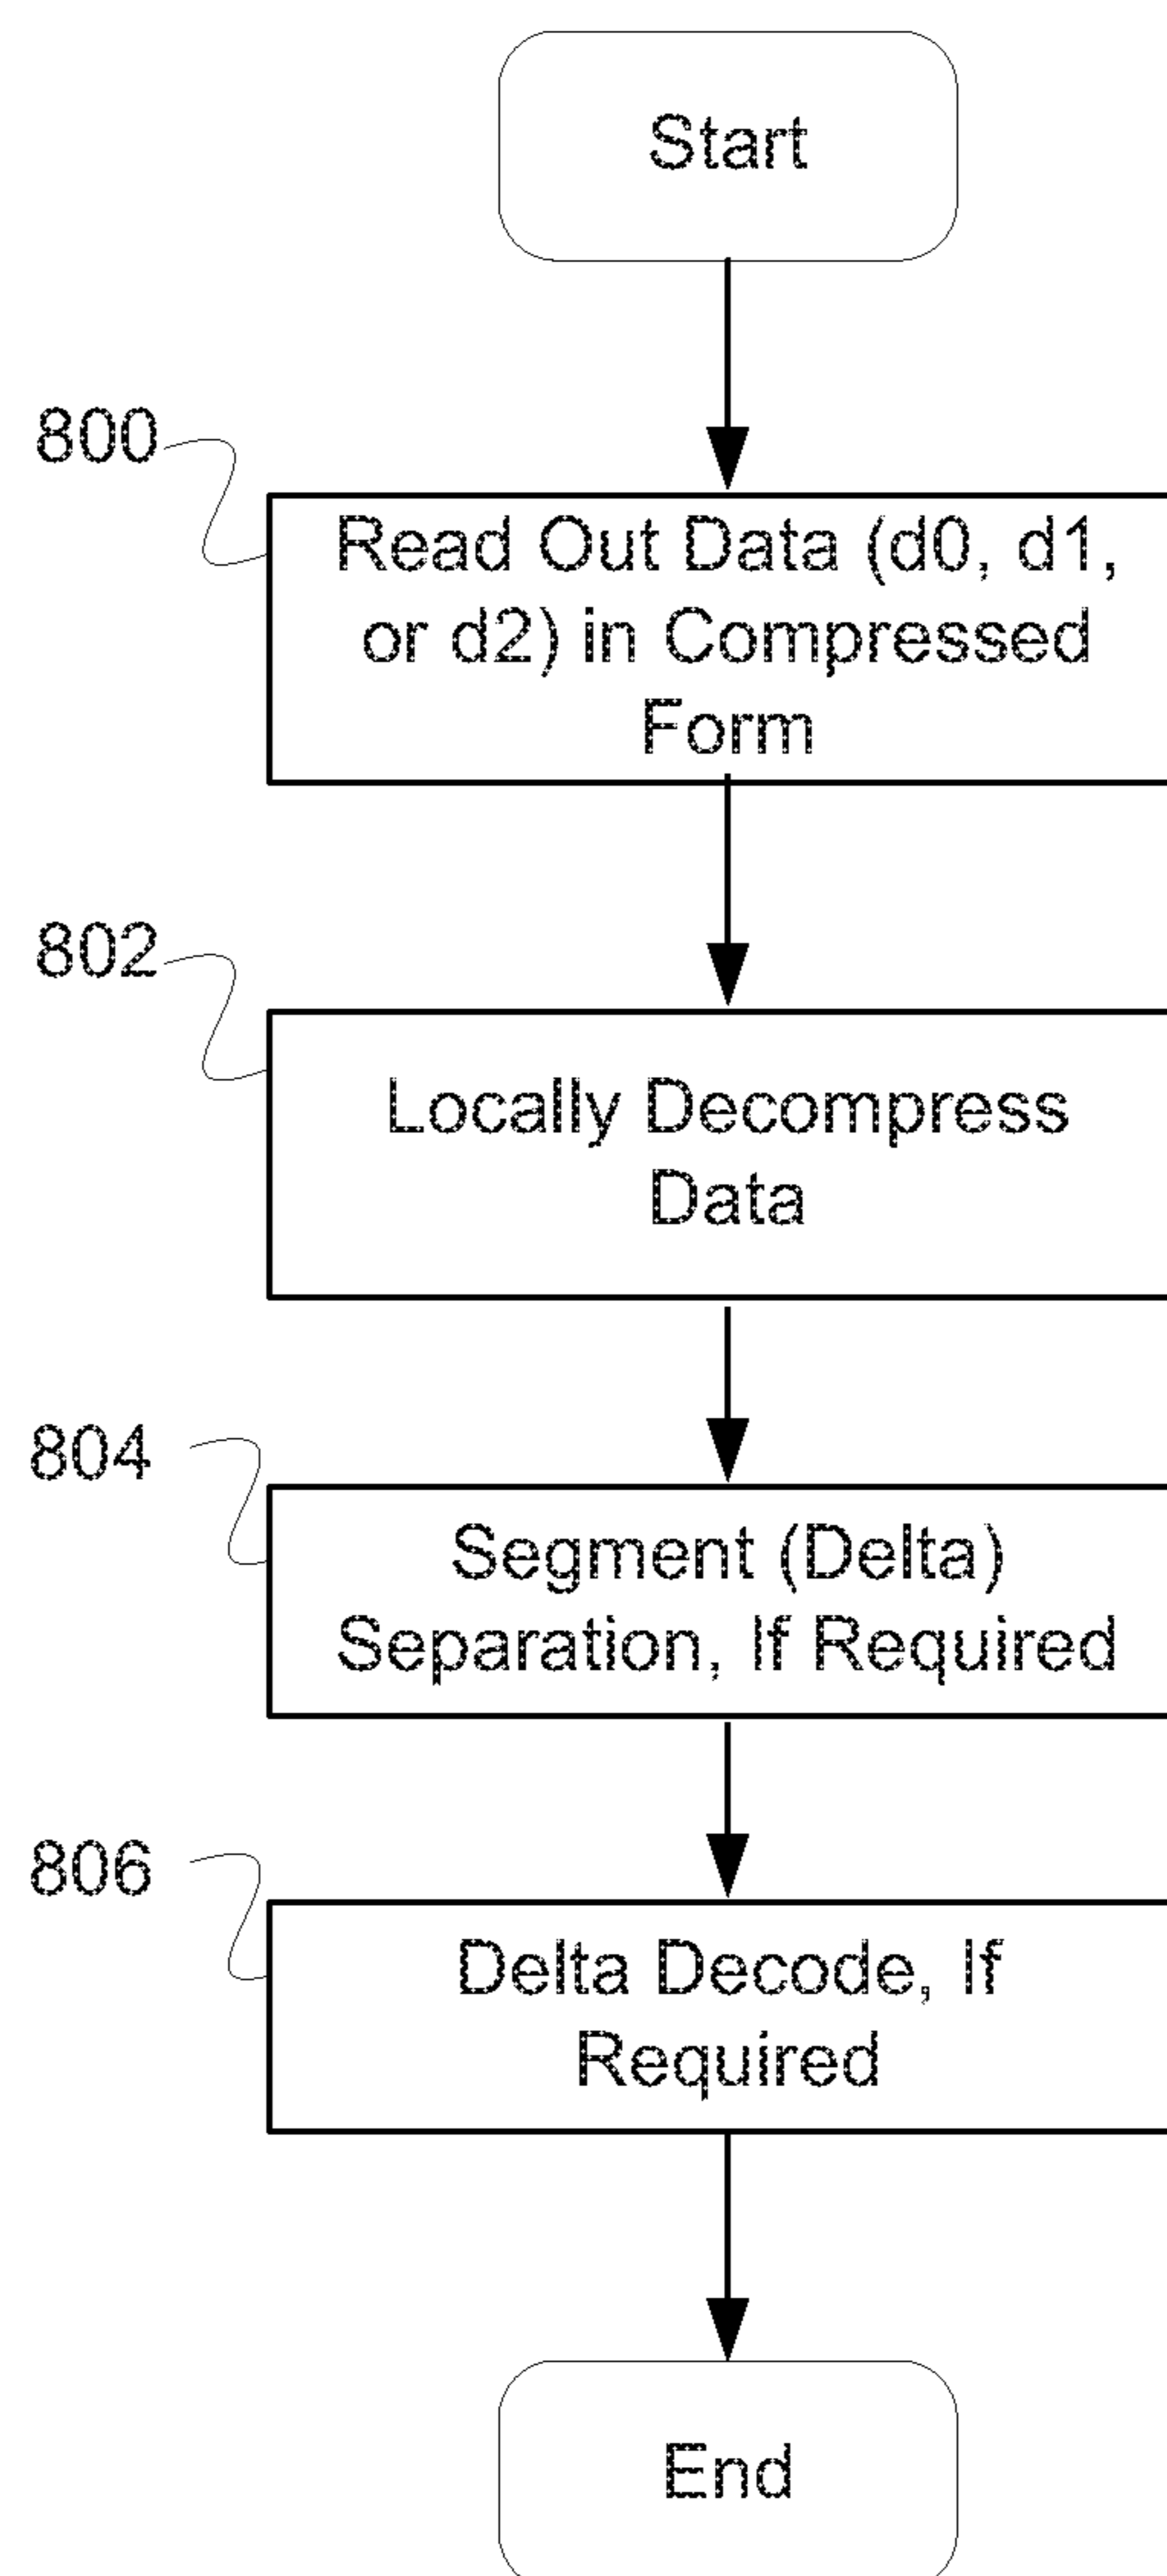 Start
800
Read Out Data (d0, d1,
or d2) in Compressed
Form
802
Locally Decompress
Data
804
Segment (Delta)
Separation, If Required
806
Delta Decode, If
Required
End